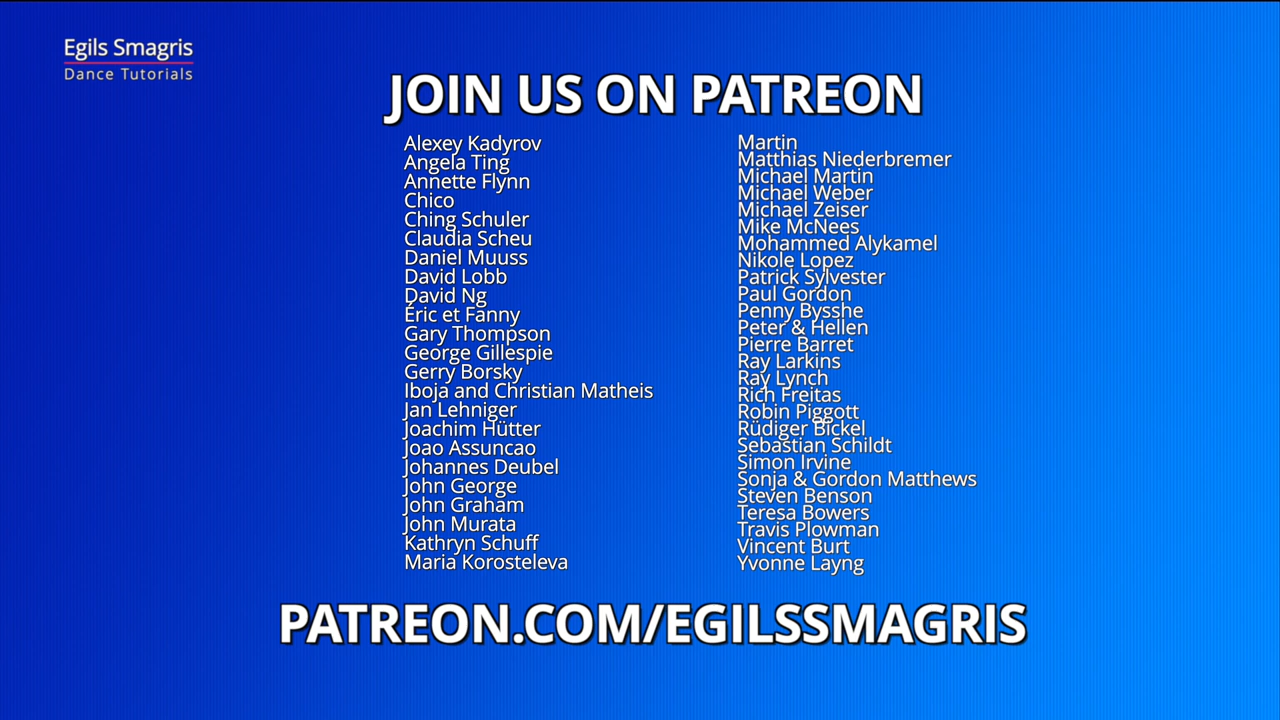 Egils Smagris
Dance Tutorials
JOIN US ON PATREON
Alexey Kadyrov
Angela Ting
Annette Flynn
Chico
Ching Schuler
Claudia Scheu
Daniel Muuss
David Lobb
David Ng
Éric et Fanny
Gary Thompson
George Gillespie
Gerry Borsky
Iboja and Christian Matheis
Jan Lehniger
Joachim Hütter
Joao Assuncao
Johannes Deubel
John George
John Graham
John Murata
Kathryn Schuff
Maria Korosteleva
Martin
Matthias Niederbremer
Michael Martin
Michael Weber
Michael Zeiser
Mike McNees
Mohammed Alykamel
Nikole Lopez
Patrick Sylvester
Paul Gordon
Penny Bysshe
Peter & Hellen
Pierre Barret
Ray Larkins
Ray Lynch
Rich Freitas
Robin Piggott
Rüdiger Bickel
Sebastian Schildt
Simon Irvine
Sonja & Gordon Matthews
Steven Benson
Teresa Bowers
Travis Plowman
Vincent Burt
Yvonne Layng
PATREON.COM/EGILSSMAGRIS